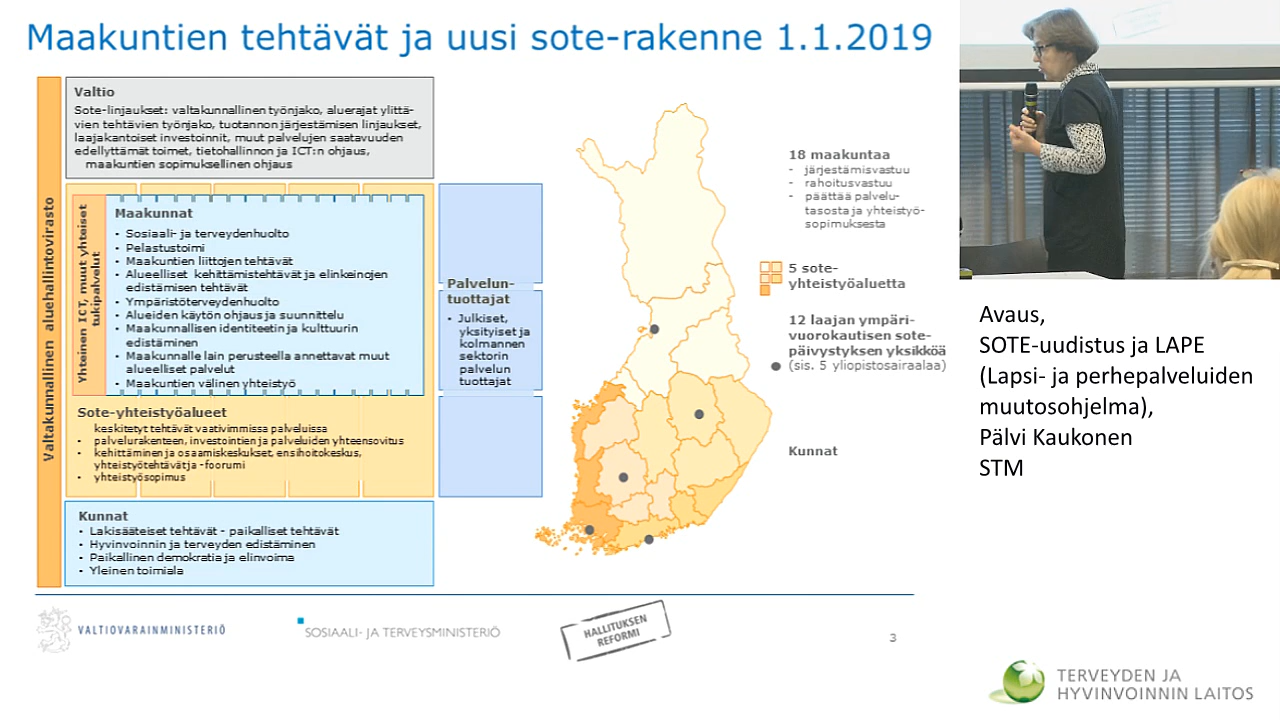 Maakuntien tehtävät ja uusi sote-rakenne 1.1.2019
Valtakunnallinen aluehallintovirasto
Valtio
Sote-linjaukset: valtakunnallinen työnjako, aluerajat ylittä-
vien tehtävien työnjako, tuotannon järjestämisen linjaukset,
laajakantoiset investoinnit, muut palvelujen saatavuuden
edellyttämät toimet, tietohallinnon ja ICT:n ohjaus,
maakuntien sopimuksellinen ohjaus
Yhteinen ICT, muut yhteiset
tukipalvelut
Maakunnat
• Sosiaali- ja terveydenhuolto
• Pelastustoimi
• Maakuntien liittojen tehtävät
• Alueelliset kehittämistehtävät ja elinkeinojen
edistämisen tehtävät
• Ympäristöterveydenhuolto
• Alueiden käytön ohjaus ja suunnittelu
• Maakunnallisen identiteetin ja kulttuurin
edistäminen
• Maakunnalle lain perusteella annettavat muut
alueelliset palvelut
• Maakuntien välinen yhteistyö
Sote-yhteistyöalueet
keskitetyt tehtävät vaativimmissa palveluissa
• palvelurakenteen, investointien ja palveluiden yhteensovitus
• kehittäminen ja osaamiskeskukset, ensihoitokeskus,
yhteistyötehtävät ja -foorumi
• yhteistyösopimus
Kunnat
• Lakisääteiset tehtävät - paikalliset tehtävät
• Hyvinvoinnin ja terveyden edistäminen
• Paikallinen demokratia ja elinvoima
• Yleinen toimiala
Palvelun-
tuottajat
• Julkiset,
yksityiset ja
kolmannen
sektorin
palvelun
tuottajat
18 maakuntaa
- järjestämisvastuu
- rahoitusvastuu
- päättää palvelu-
tasosta ja yhteistyö-
sopimuksesta
5 sote-
yhteistyöaluetta
12 laajan ympäri-
vuorokautisen sote-
päivystyksen yksikköä
(sis. 5 yliopistosairaalaa)
Kunnat
VALTIOVARAINMINISTERIÖ
SOSIAALI- JA TERVEYSMINISTERIÖ
HALLITUKSEN
REFORMI
3
Avaus,
SOTE-uudistus ja LAPE
(Lapsi- ja perhepalveluiden
muutosohjelma),
Pälvi Kaukonen
STM
TERVEYDEN JA
HYVINVOINNIN LAITOS